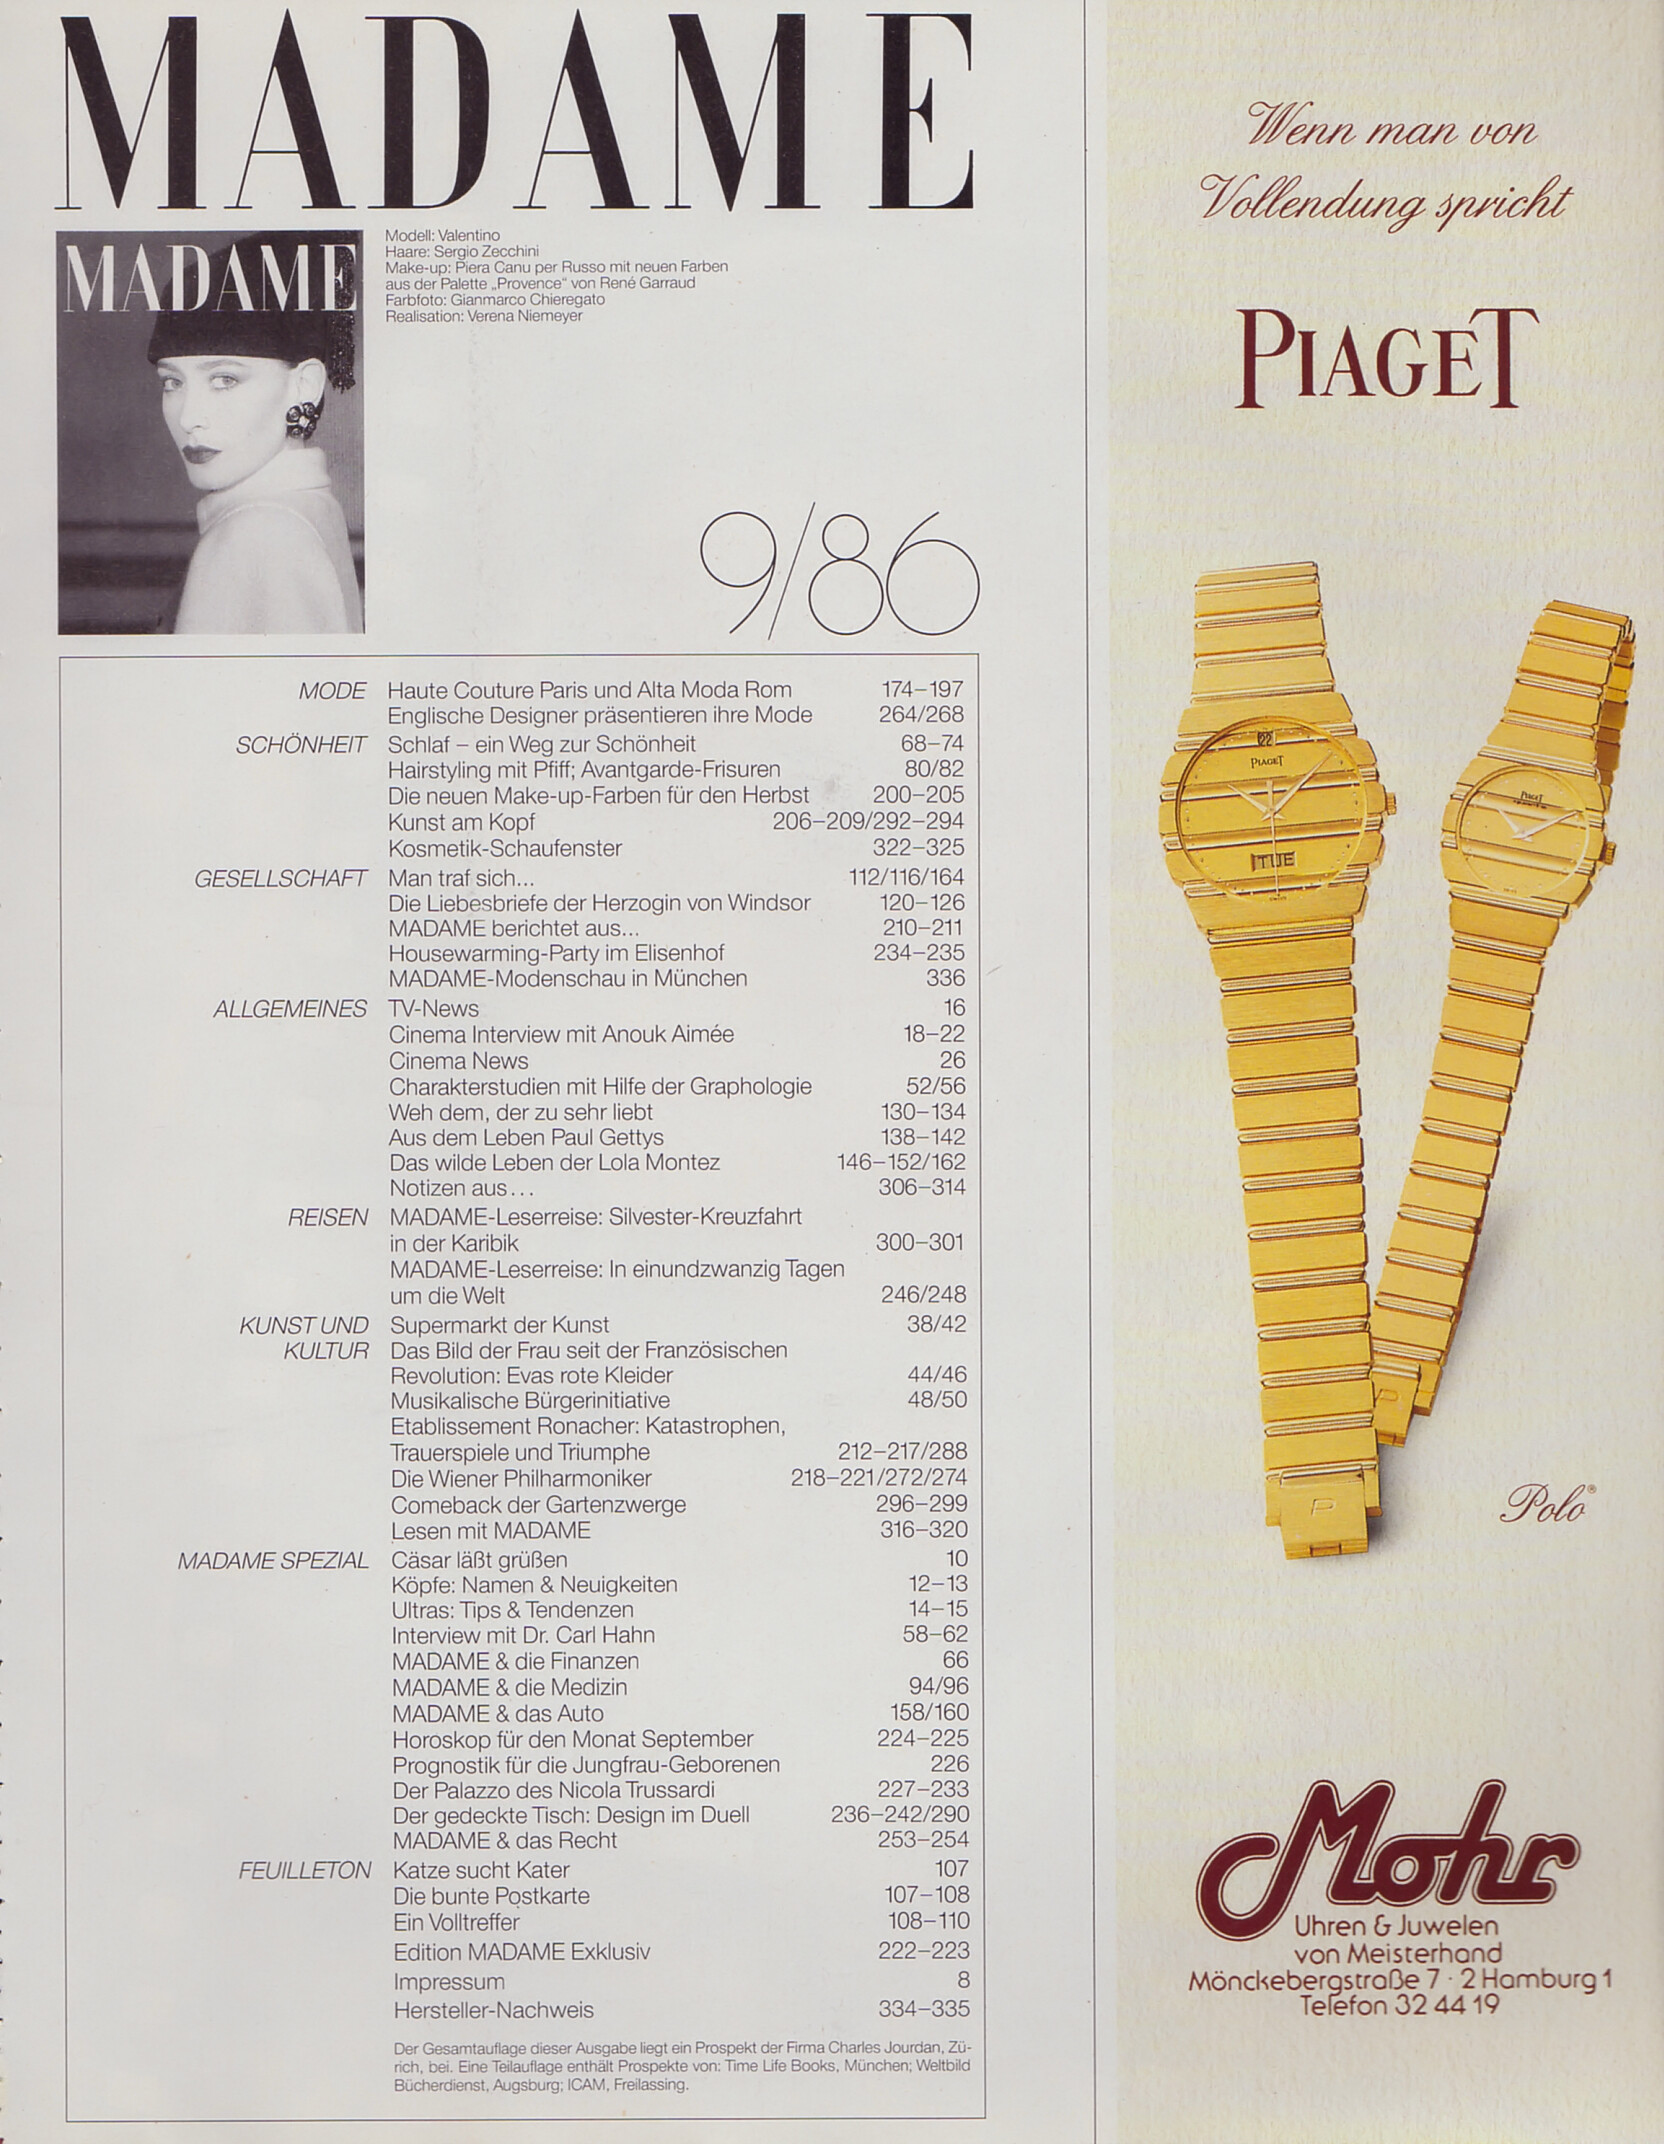 MADAME
MADAME
Modell: Valentino
Haare: Sergio Zecchini
Make-up: Piera Canu per Russo mit neuen Farben
aus der Palette „Provence“ von René Garraud
Farbfoto: Gianmarco Chieregato
Realisation: Verena Niemeyer
9/86
MODE Haute Couture Paris und Alta Moda Rom 174–197
Englische Designer präsentieren ihre Mode 264/268
SCHÖNHEIT Schlaf – ein Weg zur Schönheit 68–74
Hairstyling mit Pfiff; Avantgarde-Frisuren 80/82
Die neuen Make-up-Farben für den Herbst 200–205
Kunst am Kopf 206–209/292–294
Kosmetik-Schaufenster 322–325
GESELLSCHAFT Man traf sich... 112/116/164
Die Liebesbriefe der Herzogin von Windsor 120–126
MADAME berichtet aus... 210–211
Housewarming-Party im Elisenhof 234–235
MADAME-Modenschau in München 336
ALLGEMEINES TV-News 16
Cinema Interview mit Anouk Aimée 18–22
Cinema News 26
Charakterstudien mit Hilfe der Graphologie 52/56
Weh dem, der zu sehr liebt 130–134
Aus dem Leben Paul Gettys 138–142
Das wilde Leben der Lola Montez 146–152/162
Notizen aus... 306–314
REISEN MADAME-Leserreise: Silvester-Kreuzfahrt
in der Karibik 300–301
MADAME-Leserreise: In einundzwanzig Tagen
um die Welt 246/248
KUNST UND Supermarkt der Kunst 38/42
KULTUR Das Bild der Frau seit der Französischen
Revolution: Evas rote Kleider 44/46
Musikalische Bürgerinitiative 48/50
Etablissement Ronacher: Katastrophen,
Trauerspiele und Triumphe 212–217/288
Die Wiener Philharmoniker 218–221/272/274
Comeback der Gartenzwerge 296–299
Lesen mit MADAME 316–320
MADAME SPEZIAL Cäsar läßt grüßen 10
Köpfe: Namen & Neuigkeiten 12–13
Ultras: Tips & Tendenzen 14–15
Interview mit Dr. Carl Hahn 58–62
MADAME & die Finanzen 66
MADAME & die Medizin 94/96
MADAME & das Auto 158/160
Horoskop für den Monat September 224–225
Prognostik für die Jungfrau-Geborenen 226
Der Palazzo des Nicola Trussardi 227–233
Der gedeckte Tisch: Design im Duell 236–242/290
MADAME & das Recht 253–254
FEUILLETON Katze sucht Kater 107
Die bunte Postkarte 107–108
Ein Volltreffer 108–110
Edition MADAME Exklusiv 222–223
Impressum 8
Hersteller-Nachweis 334–335
Der Gesamtauflage dieser Ausgabe liegt ein Prospekt der Firma Charles Jourdan, Zü-
rich, bei. Eine Teilauflage enthält Prospekte von: Time Life Books, München; Weltbild
Bücherdienst, Augsburg; ICAM, Freilassing.
Wenn man von
Vollendung spricht
PIAGET
22
PIAGET
TUE
PIAGET
P
P
Polo®
Mohr
Uhren & Juwelen
von Meisterhand
Mönckebergstraße 7 · 2 Hamburg 1
Telefon 32 44 19